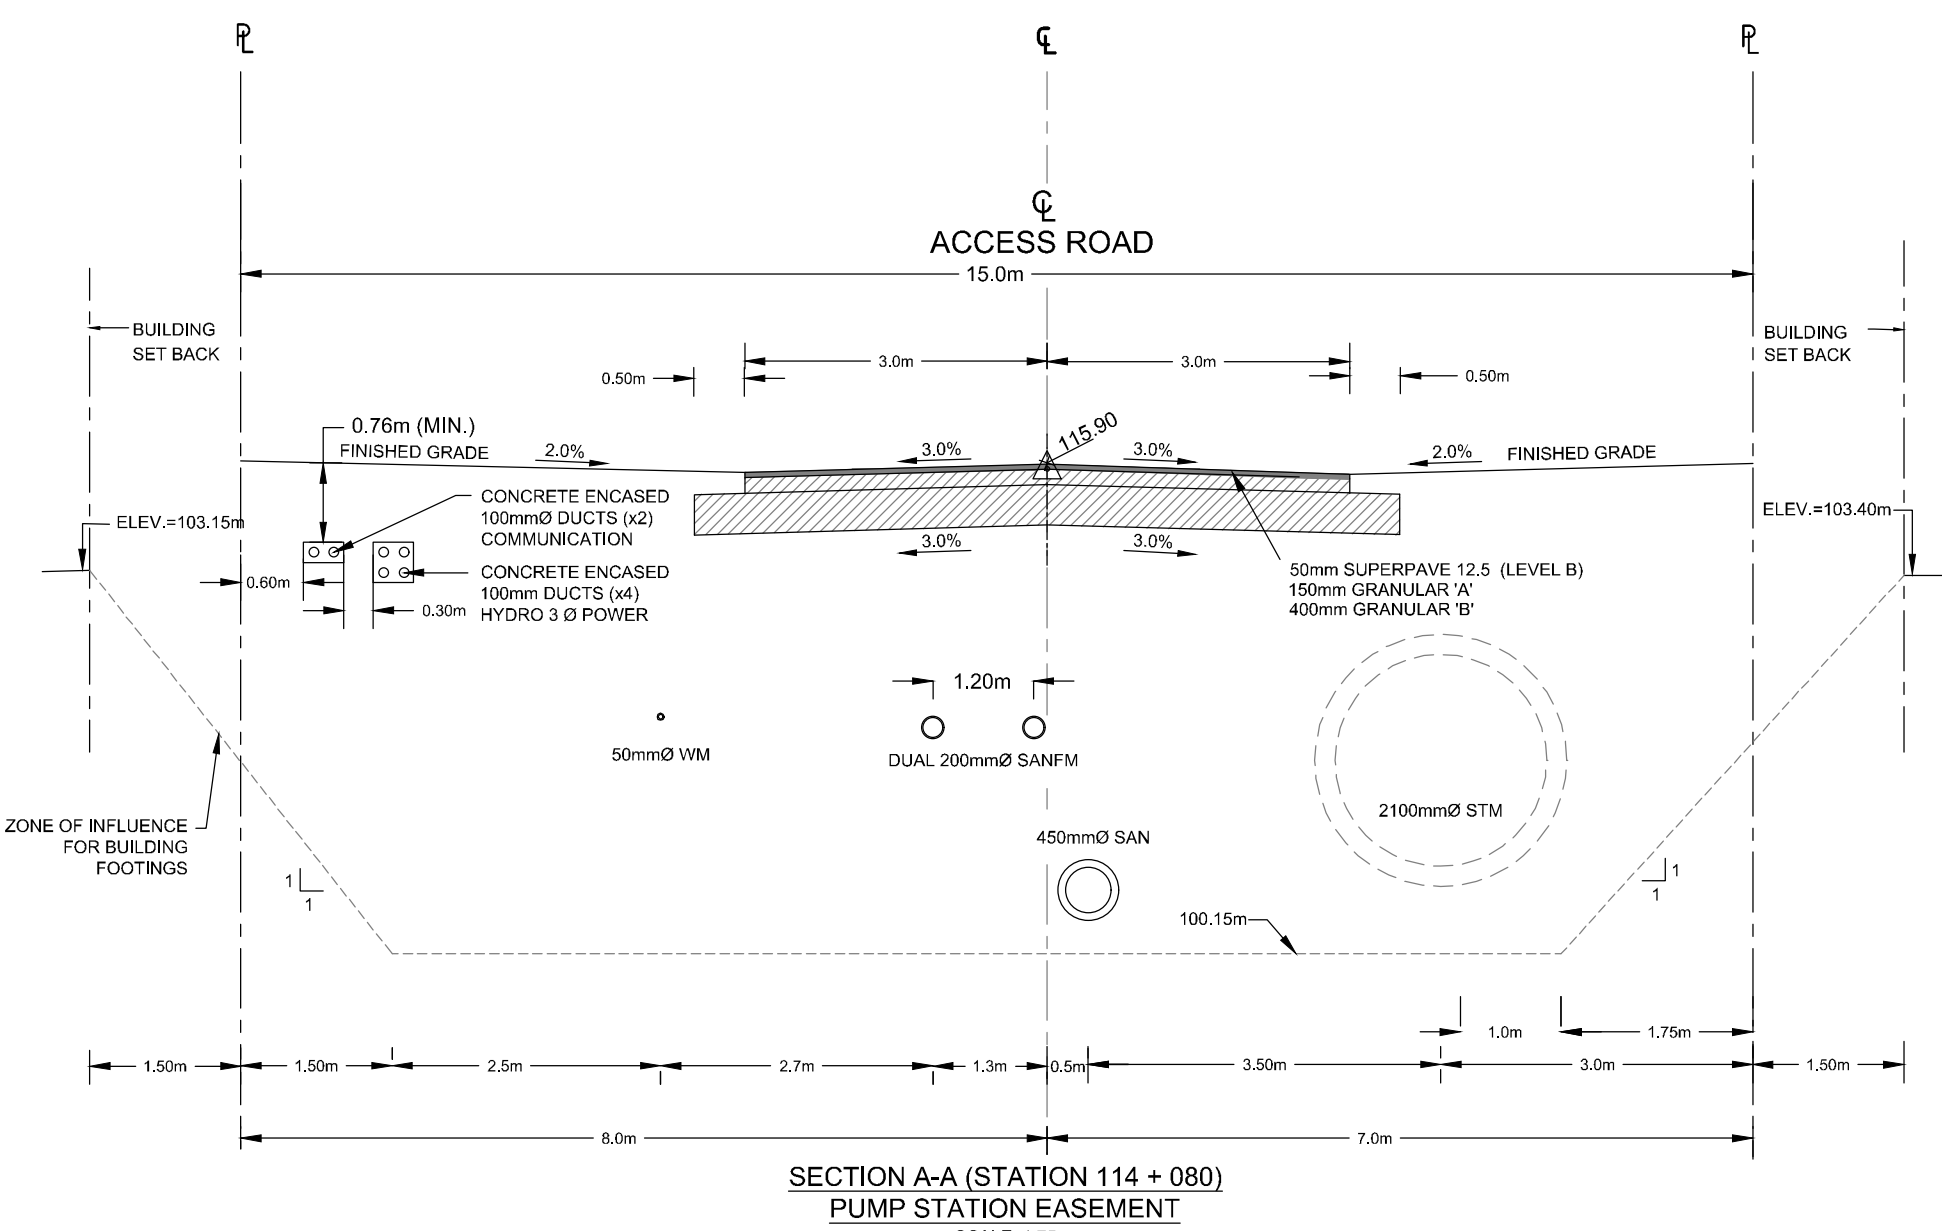 PL
CL
PL
CL
ACCESS ROAD
15.0m
BUILDING
SET BACK
BUILDING
SET BACK
3.0m
3.0m
0.50m
0.50m
0.76m (MIN.)
FINISHED GRADE
2.0%
3.0%
115.90
3.0%
2.0%
FINISHED GRADE
CONCRETE ENCASED
100mmØ DUCTS (x2)
COMMUNICATION
ELEV.=103.15m
ELEV.=103.40m
3.0%
3.0%
CONCRETE ENCASED
100mm DUCTS (x4)
HYDRO 3 Ø POWER
0.60m
0.30m
50mm SUPERPAVE 12.5 (LEVEL B)
150mm GRANULAR 'A'
400mm GRANULAR 'B'
1.20m
50mmØ WM
DUAL 200mmØ SANFM
2100mmØ STM
ZONE OF INFLUENCE
FOR BUILDING
FOOTINGS
450mmØ SAN
1
1
1
1
100.15m
1.0m
1.75m
1.50m
1.50m
2.5m
2.7m
1.3m
0.5m
3.50m
3.0m
1.50m
8.0m
7.0m
SECTION A-A (STATION 114 + 080)
PUMP STATION EASEMENT